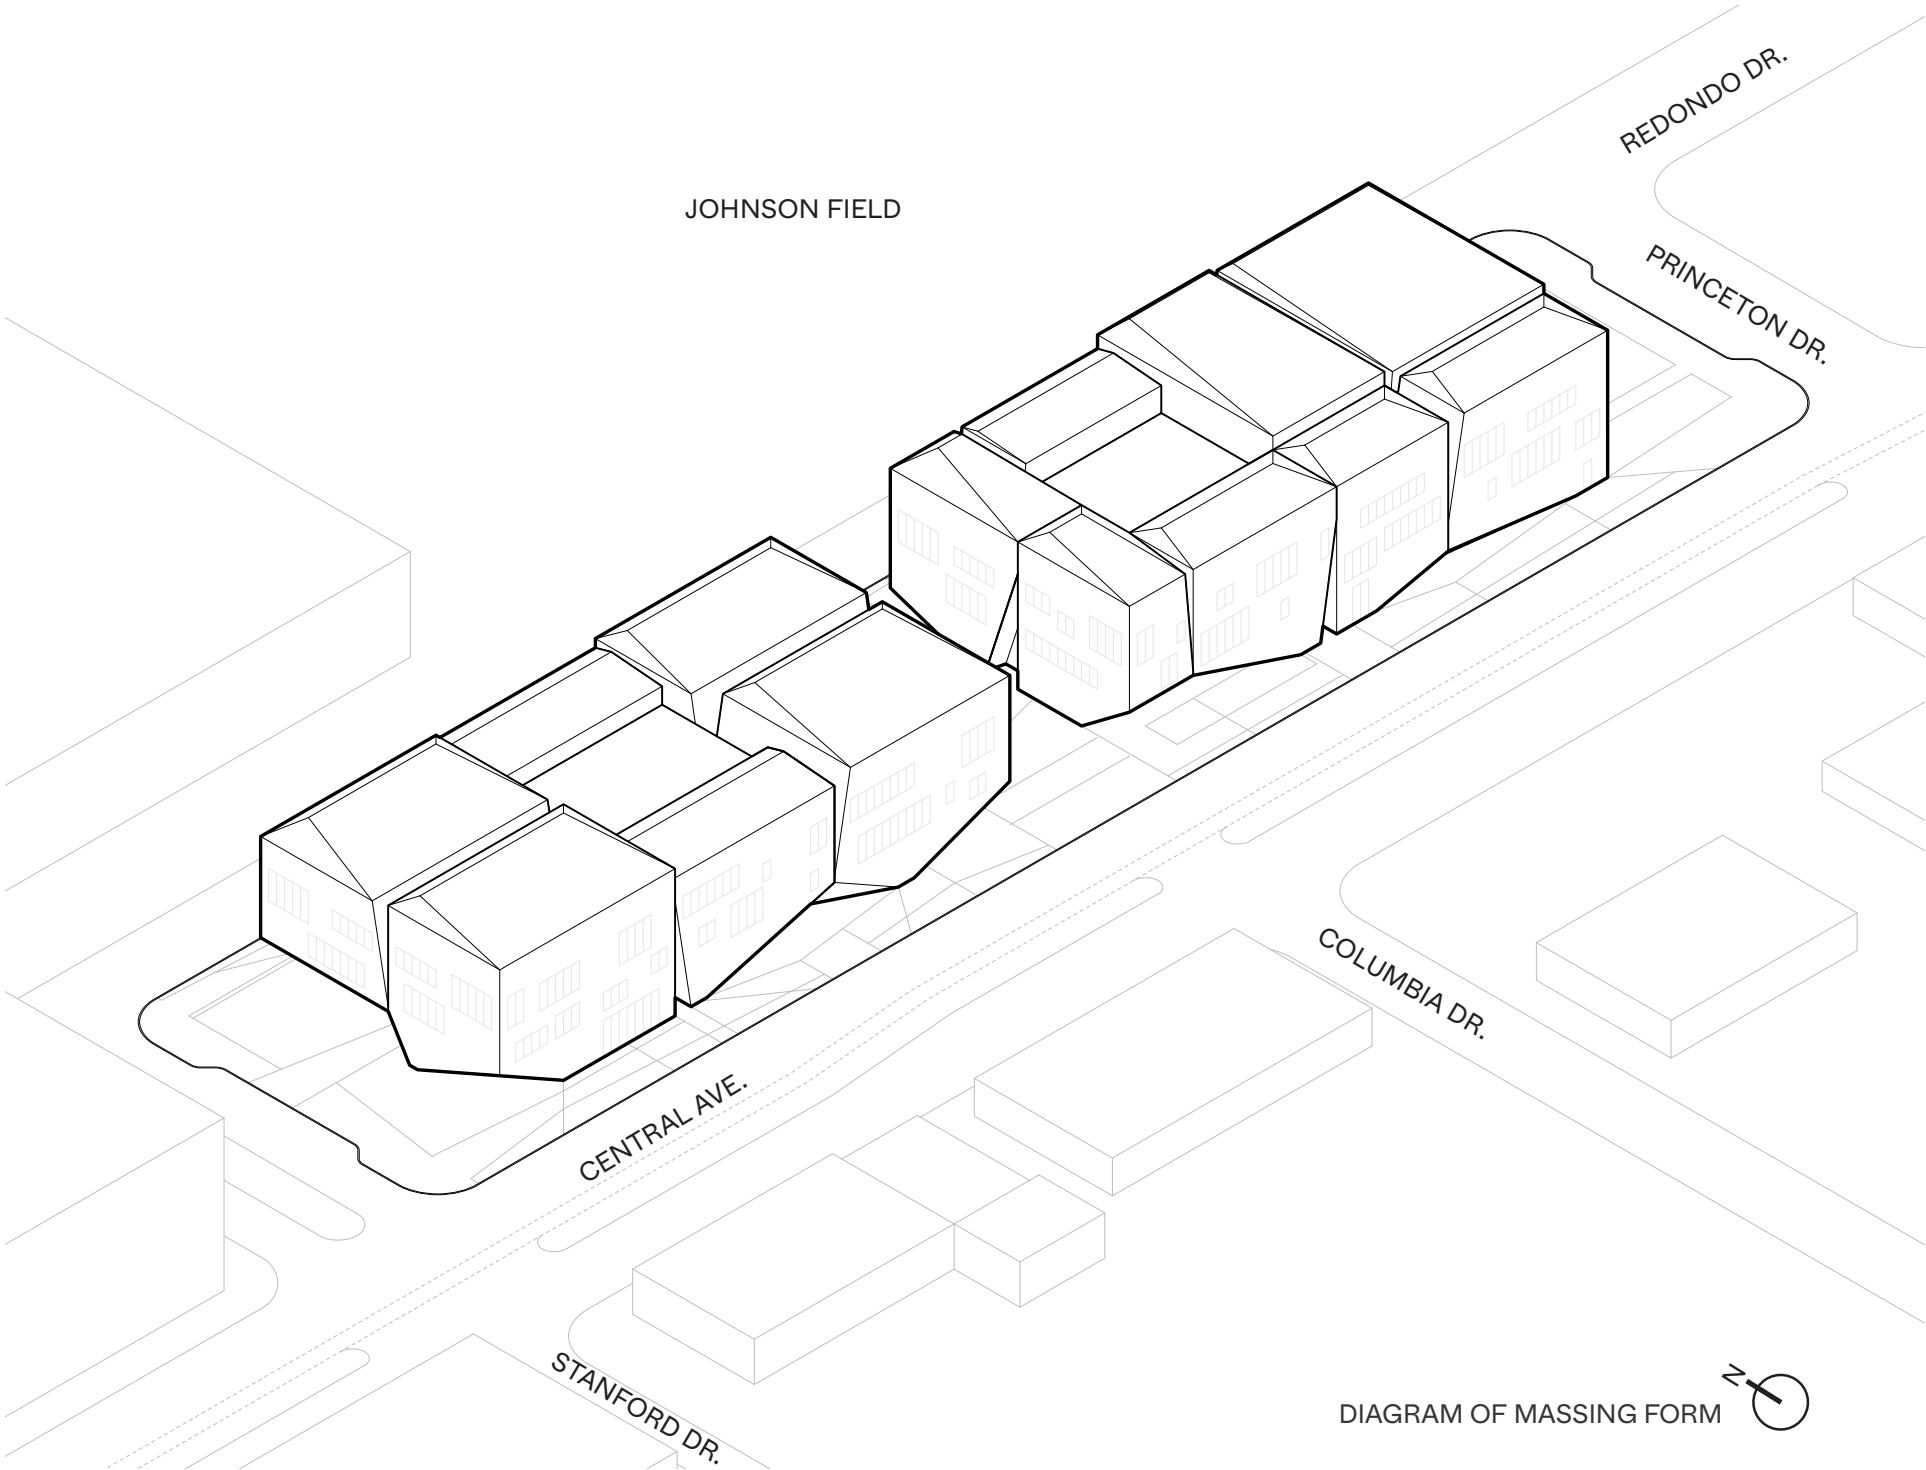 REDONDO DR.
JOHNSON FIELD
PRINCETON DR.
COLUMBIA DR.
CENTRAL AVE.
STANFORD DR.
N
DIAGRAM OF MASSING FORM